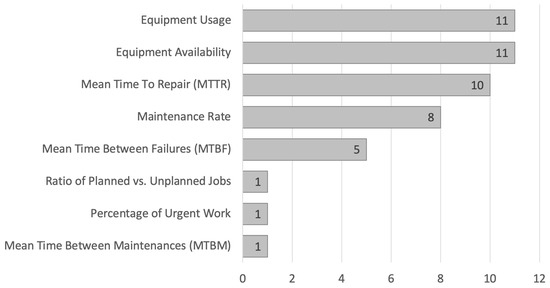 Equipment Usage 11
Equipment Availability 11
Mean Time To Repair (MTTR) 10
Maintenance Rate 8
Mean Time Between Failures (MTBF) 5
Ratio of Planned vs. Unplanned Jobs 1
Percentage of Urgent Work 1
Mean Time Between Maintenances (MTBM) 1
0 2 4 6 8 10 12